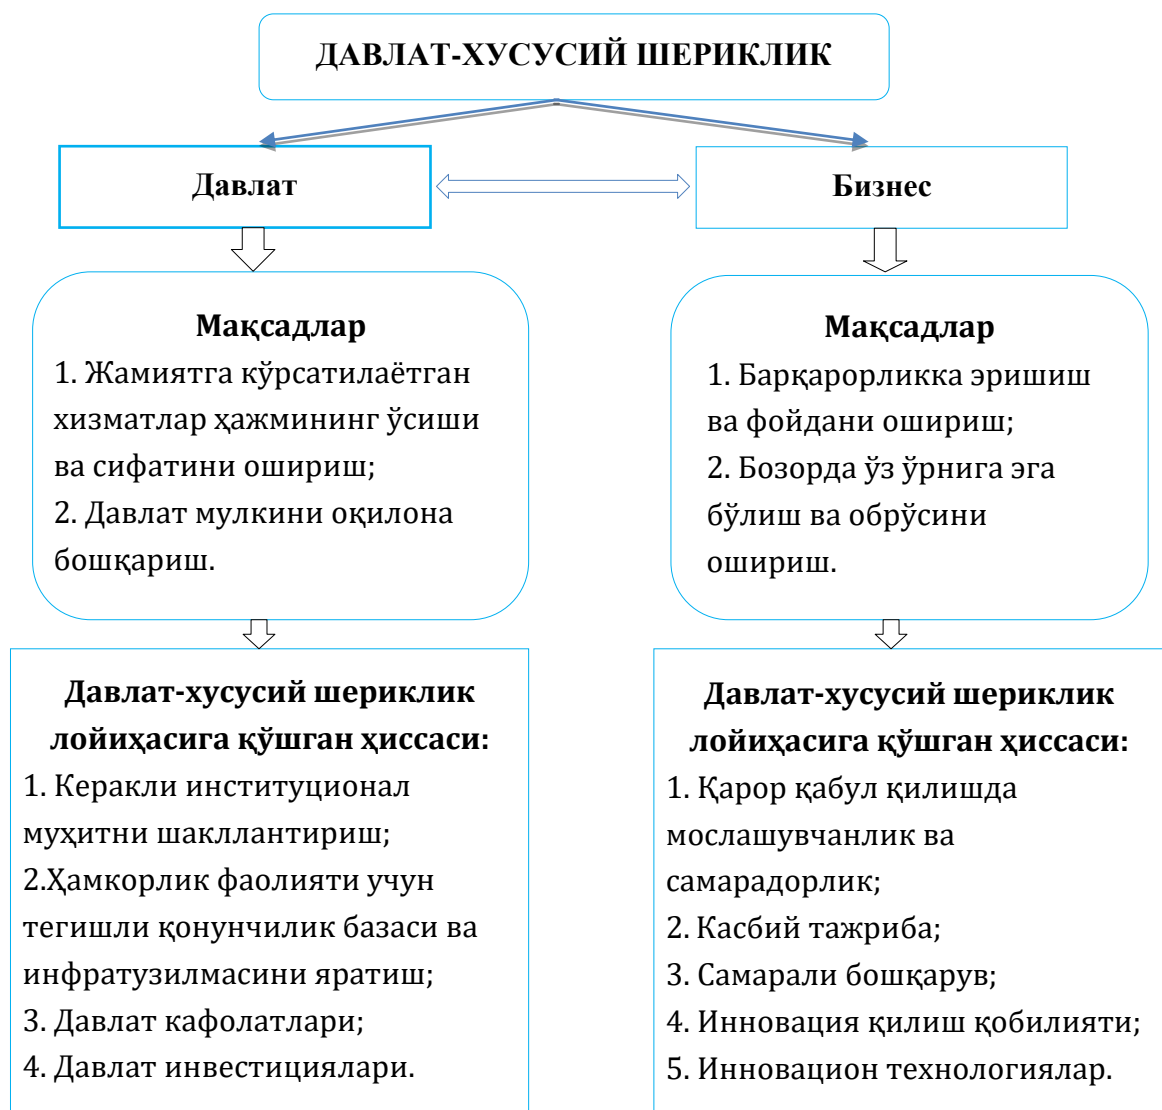 ДАВЛАТ-ХУСУСИЙ ШЕРИКЛИК
Давлат
Бизнес
Мақсадлар
1. Жамиятга кўрсатилаётган
хизматлар ҳажмининг ўсиши
ва сифатини ошириш;
2. Давлат мулкини оқилона
бошқариш.
Мақсадлар
1. Барқарорликка эришиш
ва фойдани ошириш;
2. Бозорда ўз ўрнига эга
бўлиш ва обрўсини
ошириш.
Давлат-хусусий шериклик
лойиҳасига қўшган ҳиссаси:
1. Керакли институционал
муҳитни шакллантириш;
2.Ҳамкорлик фаолияти учун
тегишли қонунчилик базаси ва
инфратузилмасини яратиш;
3. Давлат кафолатлари;
4. Давлат инвестициялари.
Давлат-хусусий шериклик
лойиҳасига қўшган ҳиссаси:
1. Қарор қабул қилишда
мослашувчанлик ва
самарадорлик;
2. Касбий тажриба;
3. Самарали бошқарув;
4. Инновация қилиш қобилияти;
5. Инновацион технологиялар.